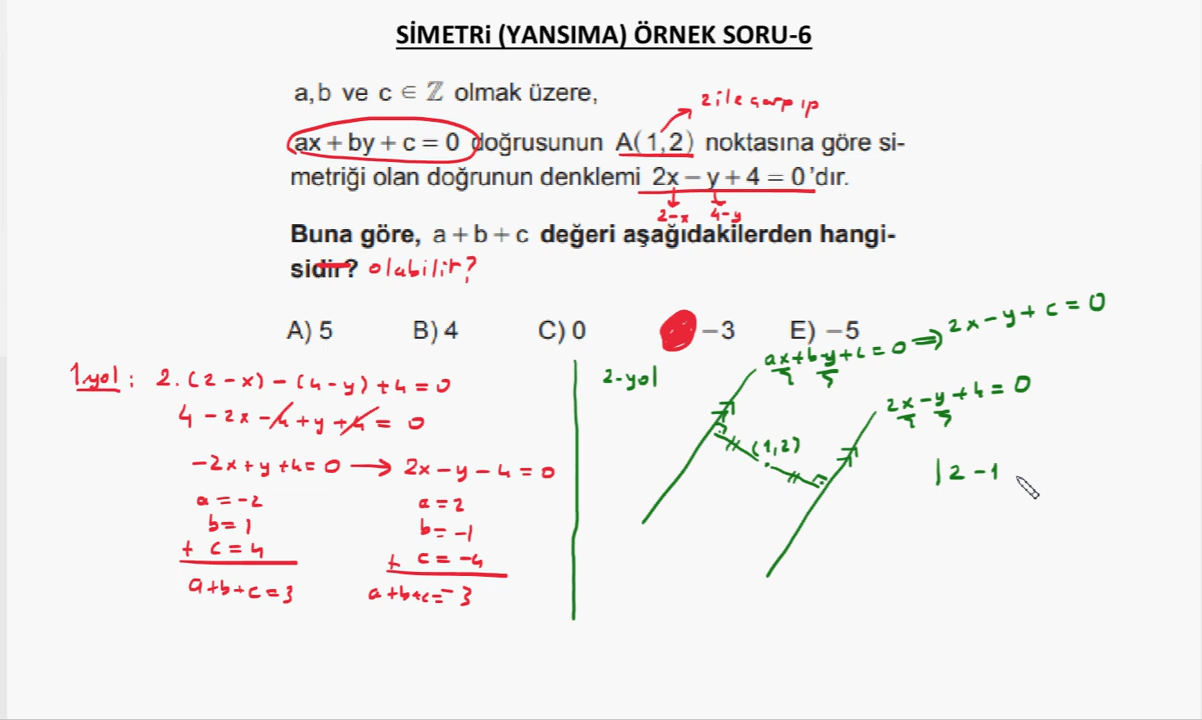 SİMETRi (YANSIMA) ÖRNEK SORU-6
a,b ve c ∈ ℤ olmak üzere,
2 ile çarpıp
ax + by + c = 0 doğrusunun A(1,2) noktasına göre si-
metriği olan doğrunun denklemi 2x − y + 4 = 0'dır.
2-x 4-y
Buna göre, a + b + c değeri aşağıdakilerden hangi-
sidir? olabilir?
A) 5 B) 4 C) 0 −3 E) −5
1.yol: 2.(2-x) - (4-y) + 4 = 0
4 - 2x - 4 + y + 4 = 0
-2x + y + 4 = 0 → 2x - y - 4 = 0
a = -2 a = 2
b = 1 b = -1
+ c = 4 + c = -4
a+b+c = 3 a+b+c = -3
2-yol
ax + by + c = 0 ⇒ 2x - y + c = 0
2x - y + 4 = 0
(1,2)
|2-1